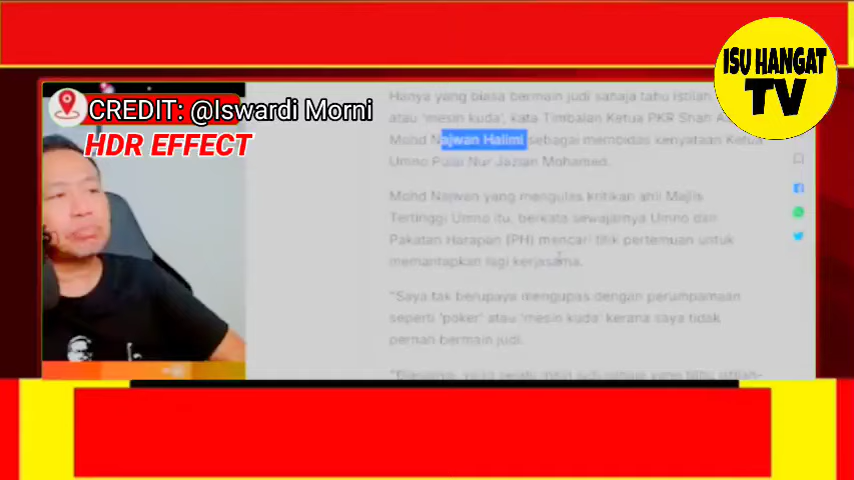 ISU HANGAT
TV
CREDIT: @Iswardi Morni
HDR EFFECT
Hanya yang biasa bermain judi sahaja tahu istilah
atau 'mesin kuda', kata Timbalan Ketua PKR Shah
Mohd Najwan Halimi sebagai membidas kenyataan Ketua
Umno Pulai Nur Jazlan Mohamed.
Mohd Najwan yang mengulas kritikan ahli Majlis
Tertinggi Umno itu, berkata sewajarnya Umno dan
Pakatan Harapan (PH) mencari titik pertemuan untuk
memantapkan lagi kerjasama.
"Saya tak berupaya mengupas dengan perumpamaan
seperti 'poker' atau 'mesin kuda' kerana saya tidak
pernah bermain judi.